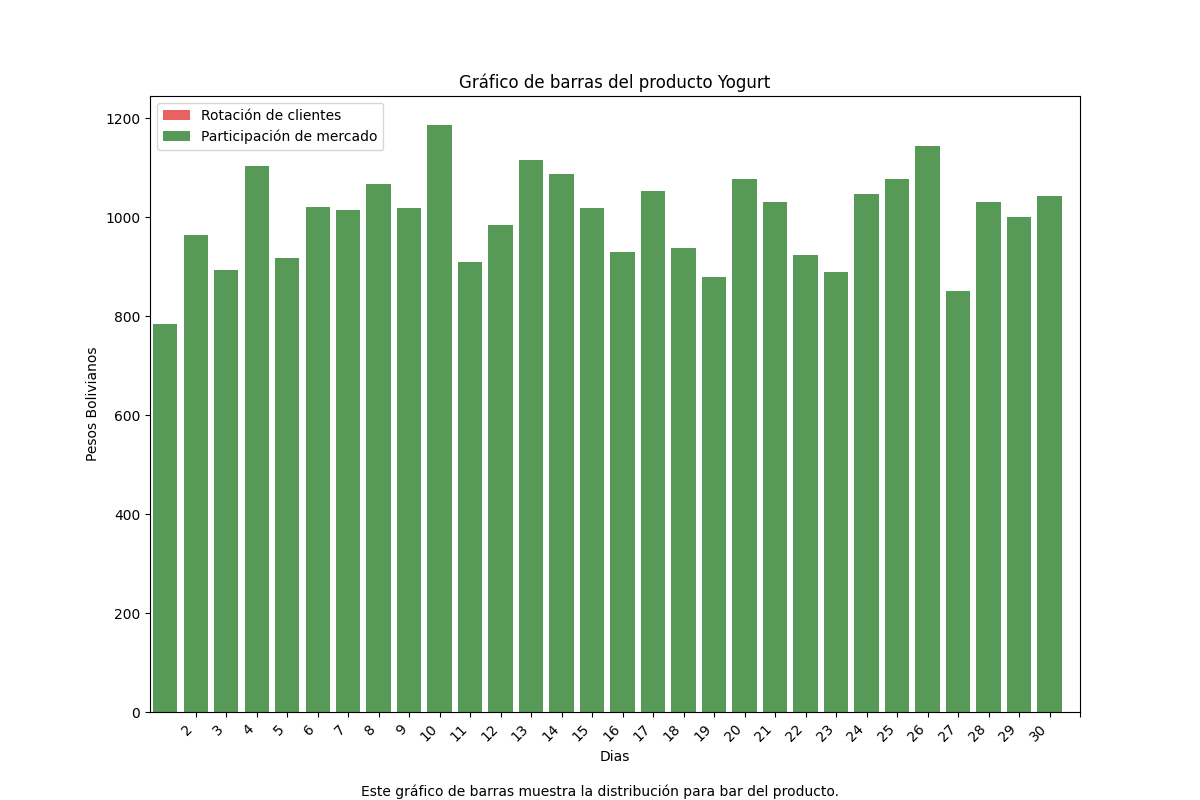 Gráfico de barras del producto Yogurt
Rotación de clientes
Participación de mercado
1200
1000
800
600
400
200
0
Pesos Bolivianos
2 3 4 5 6 7 8 9 10 11 12 13 14 15 16 17 18 19 20 21 22 23 24 25 26 27 28 29 30
Dias
Este gráfico de barras muestra la distribución para bar del producto.